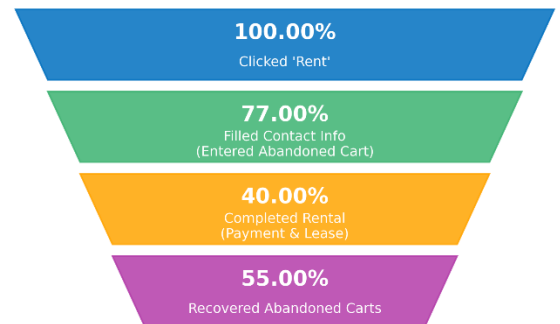 100.00%
Clicked 'Rent'
77.00%
Filled Contact Info
(Entered Abandoned Cart)
40.00%
Completed Rental
(Payment & Lease)
55.00%
Recovered Abandoned Carts